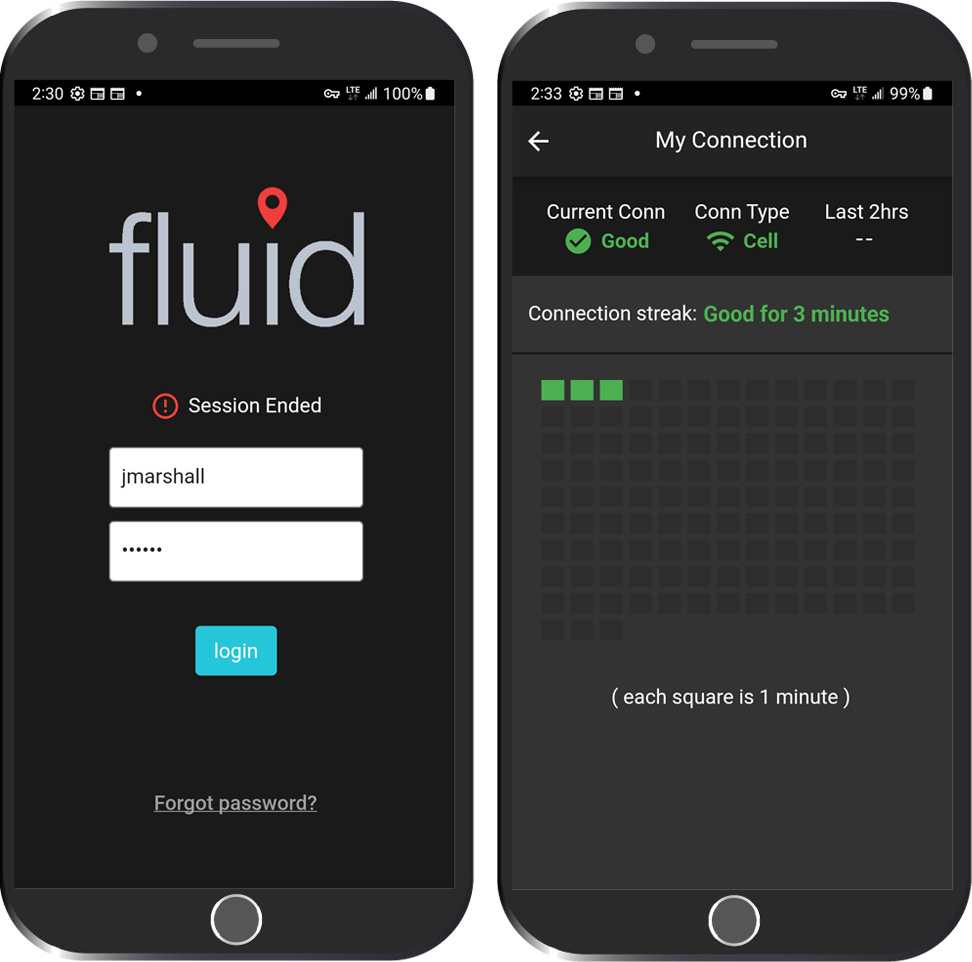 2:30 LTE 100%
fluid
Session Ended
jmarshall
••••••
login
Forgot password?
2:33 LTE 99%
My Connection
Current Conn Conn Type Last 2hrs
Good Cell --
Connection streak: Good for 3 minutes
( each square is 1 minute )